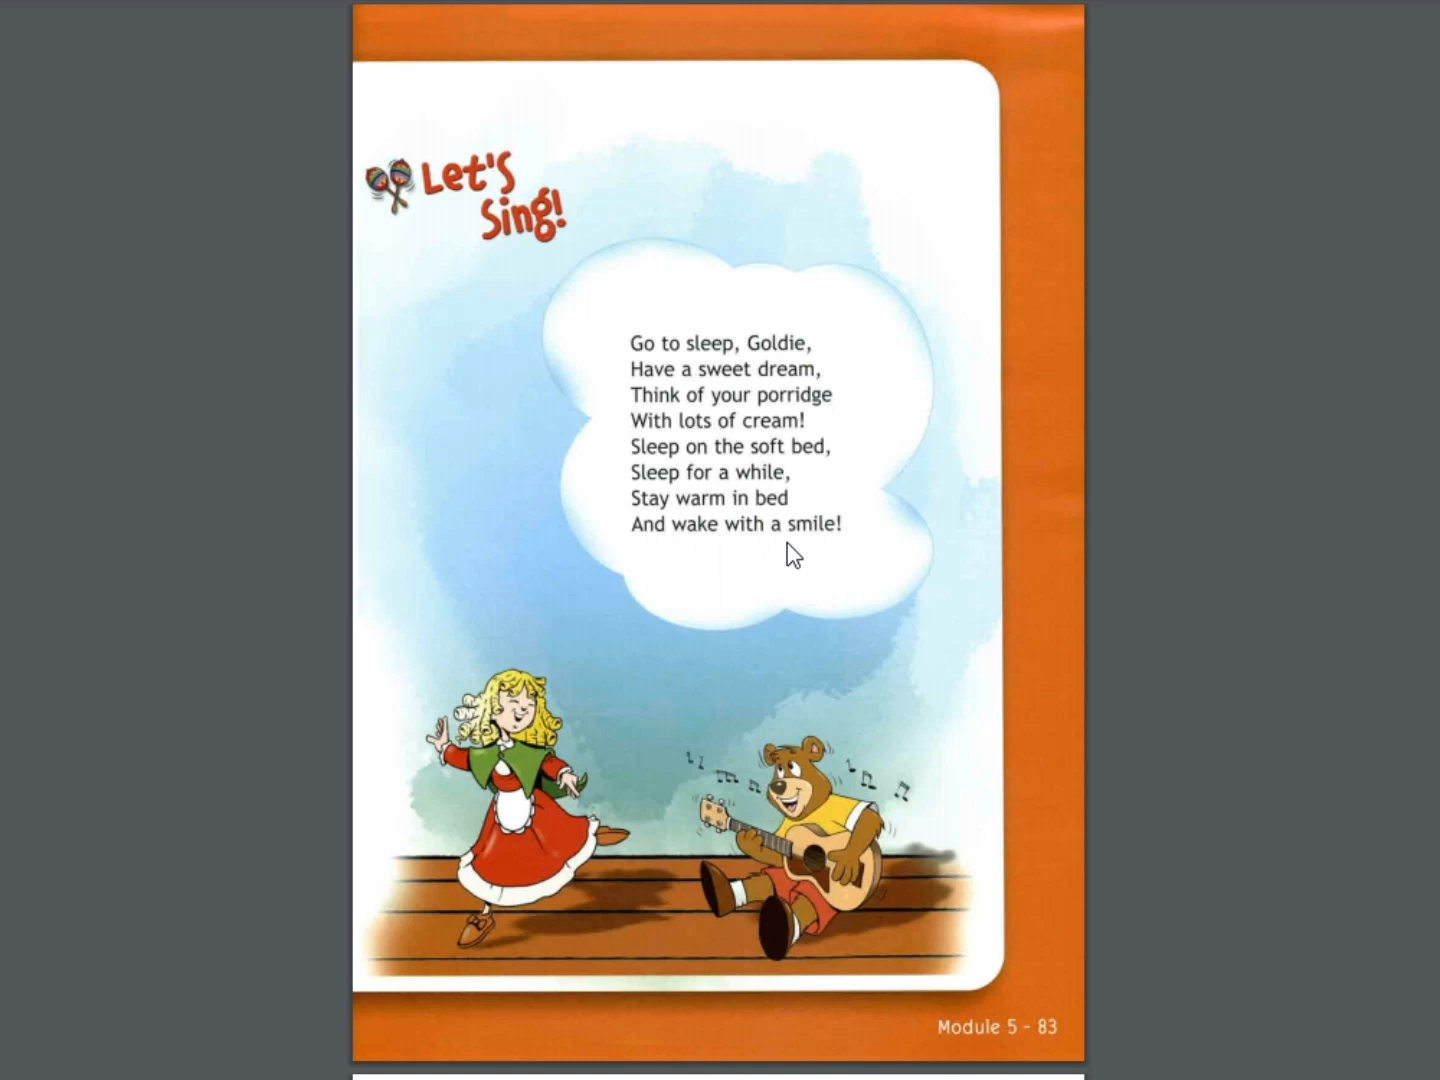 Let's
Sing!
Go to sleep, Goldie,
Have a sweet dream,
Think of your porridge
With lots of cream!
Sleep on the soft bed,
Sleep for a while,
Stay warm in bed
And wake with a smile!
Module 5 - 83